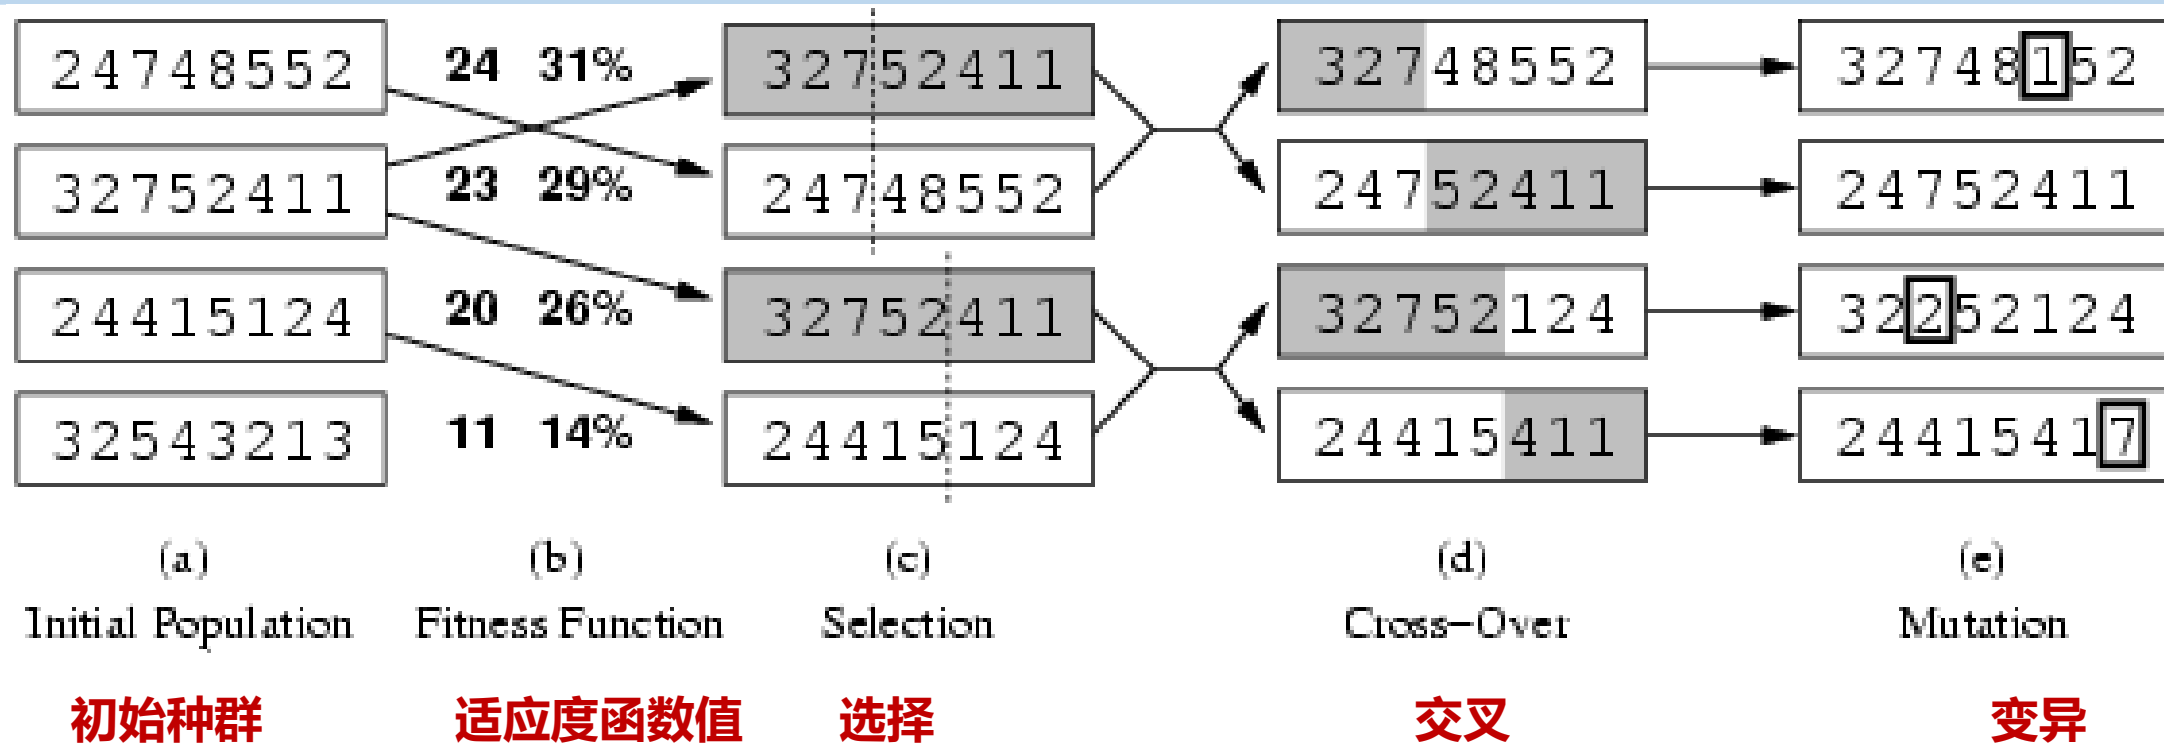 24748552 24 31% 32752411 32748552 32748152
32752411 23 29% 24748552 24752411 24752411
24415124 20 26% 32752411 32752124 32252124
32543213 11 14% 24415124 24415411 24415417
(a) (b) (c) (d) (e)
Initial Population Fitness Function Selection Cross-Over Mutation
初始种群 适应度函数值 选择 交叉 变异